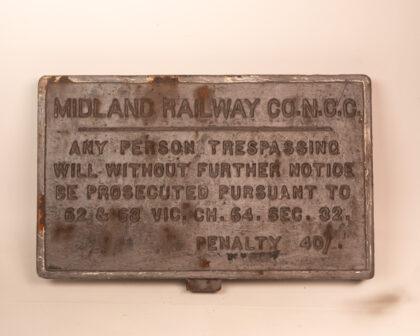 MIDLAND RAILWAY CO. N.C.C.
ANY PERSON TRESPASSING
WILL WITHOUT FURTHER NOTICE
BE PROSECUTED PURSUANT TO
62 & 63 VIC. CH. 64. SEC. 32.
PENALTY 40/-.